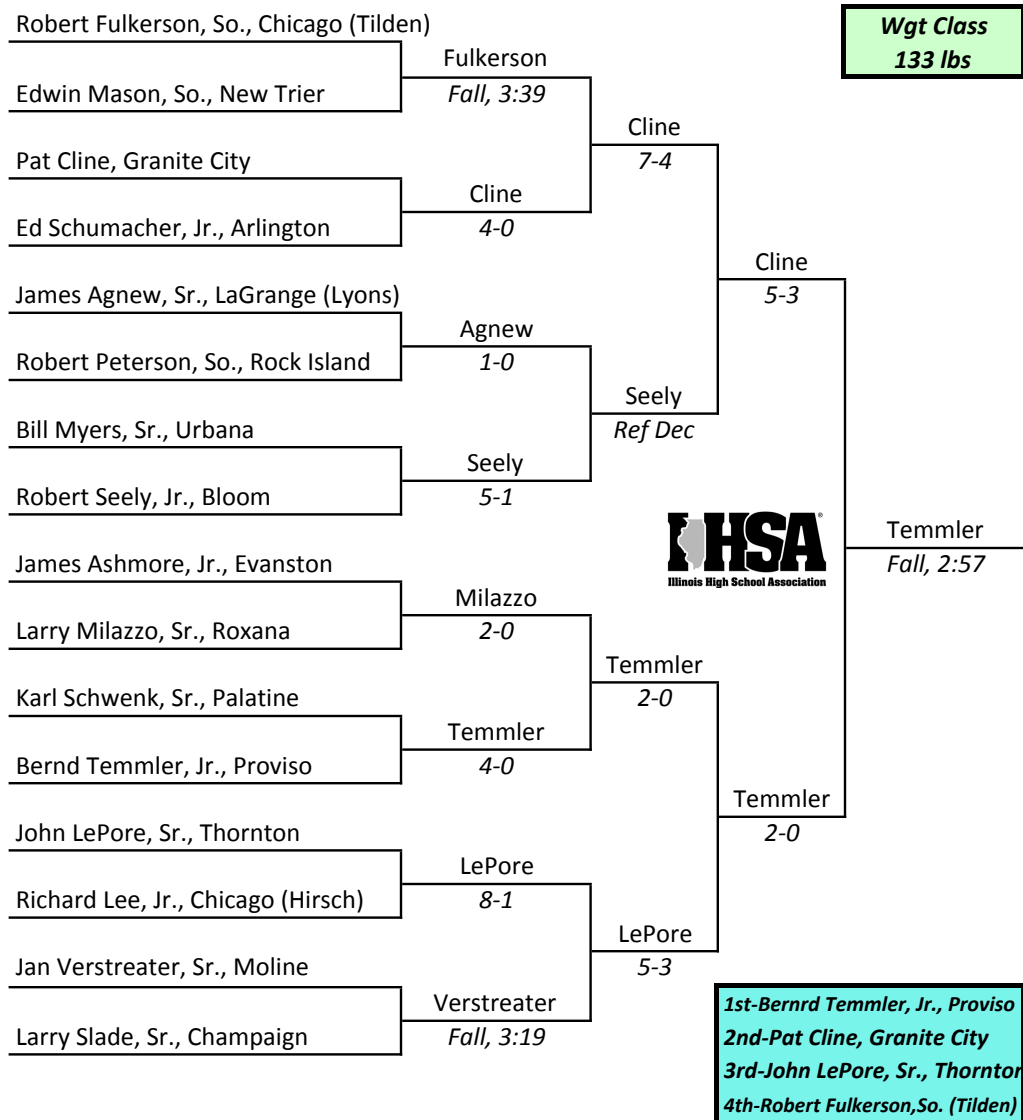 Robert Fulkerson, So., Chicago (Tilden)
Wgt Class
133 lbs
Fulkerson
Fall, 3:39
Edwin Mason, So., New Trier
Cline
7-4
Pat Cline, Granite City
Cline
4-0
Ed Schumacher, Jr., Arlington
Cline
5-3
James Agnew, Sr., LaGrange (Lyons)
Agnew
1-0
Robert Peterson, So., Rock Island
Seely
Ref Dec
Bill Myers, Sr., Urbana
Seely
5-1
Robert Seely, Jr., Bloom
IHSA
Illinois High School Association
Temmler
Fall, 2:57
James Ashmore, Jr., Evanston
Milazzo
2-0
Larry Milazzo, Sr., Roxana
Temmler
2-0
Karl Schwenk, Sr., Palatine
Temmler
4-0
Bernd Temmler, Jr., Proviso
Temmler
2-0
John LePore, Sr., Thornton
LePore
8-1
Richard Lee, Jr., Chicago (Hirsch)
LePore
5-3
Jan Verstreater, Sr., Moline
Verstreater
Fall, 3:19
Larry Slade, Sr., Champaign
1st-Bernrd Temmler, Jr., Proviso
2nd-Pat Cline, Granite City
3rd-John LePore, Sr., Thornton
4th-Robert Fulkerson,So. (Tilden)